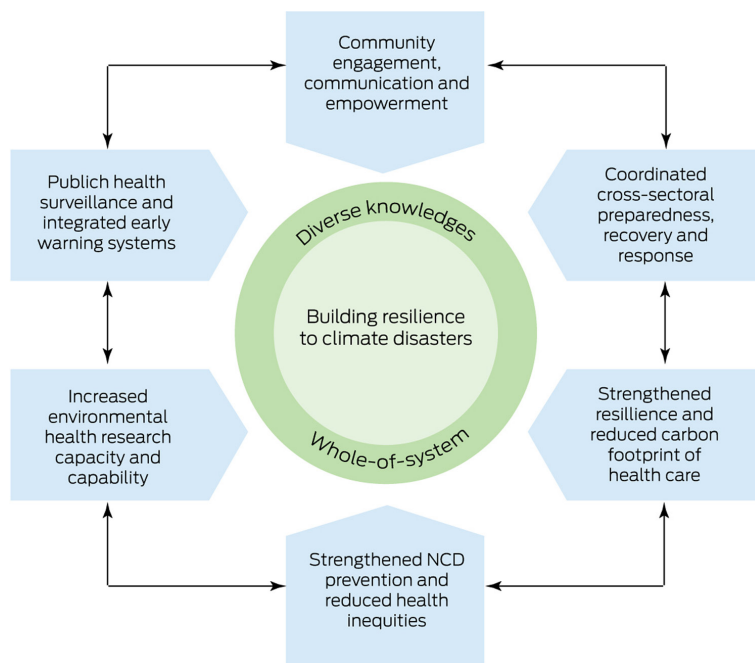 Community
engagement,
communication and
empowerment
Publich health
surveillance and
integrated early
warning systems
Coordinated
cross-sectoral
preparedness,
recovery and
response
Diverse knowledges
Building resilience
to climate disasters
Whole-of-system
Increased
environmental
health research
capacity and
capability
Strengthened
resillience and
reduced carbon
footprint of
health care
Strengthened NCD
prevention and
reduced health
inequities